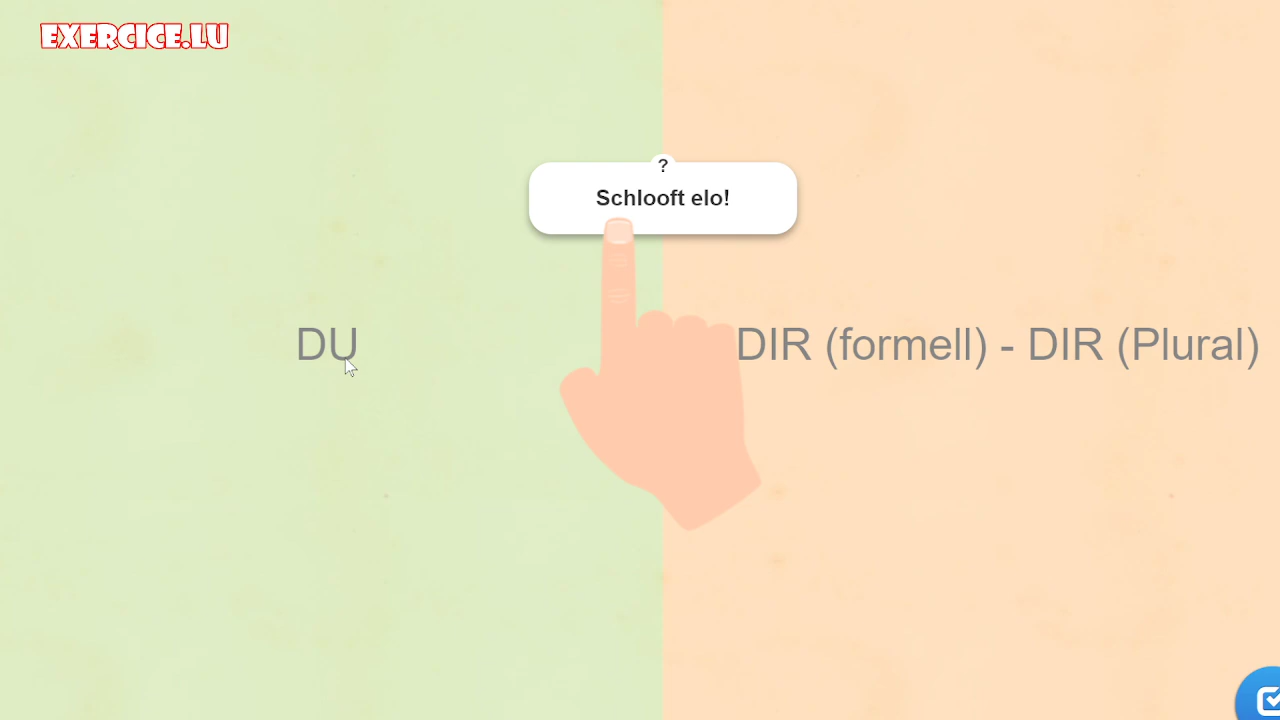 EXERCICE.LU
?
Schlooft elo!
DU
DIR (formell) - DIR (Plural)